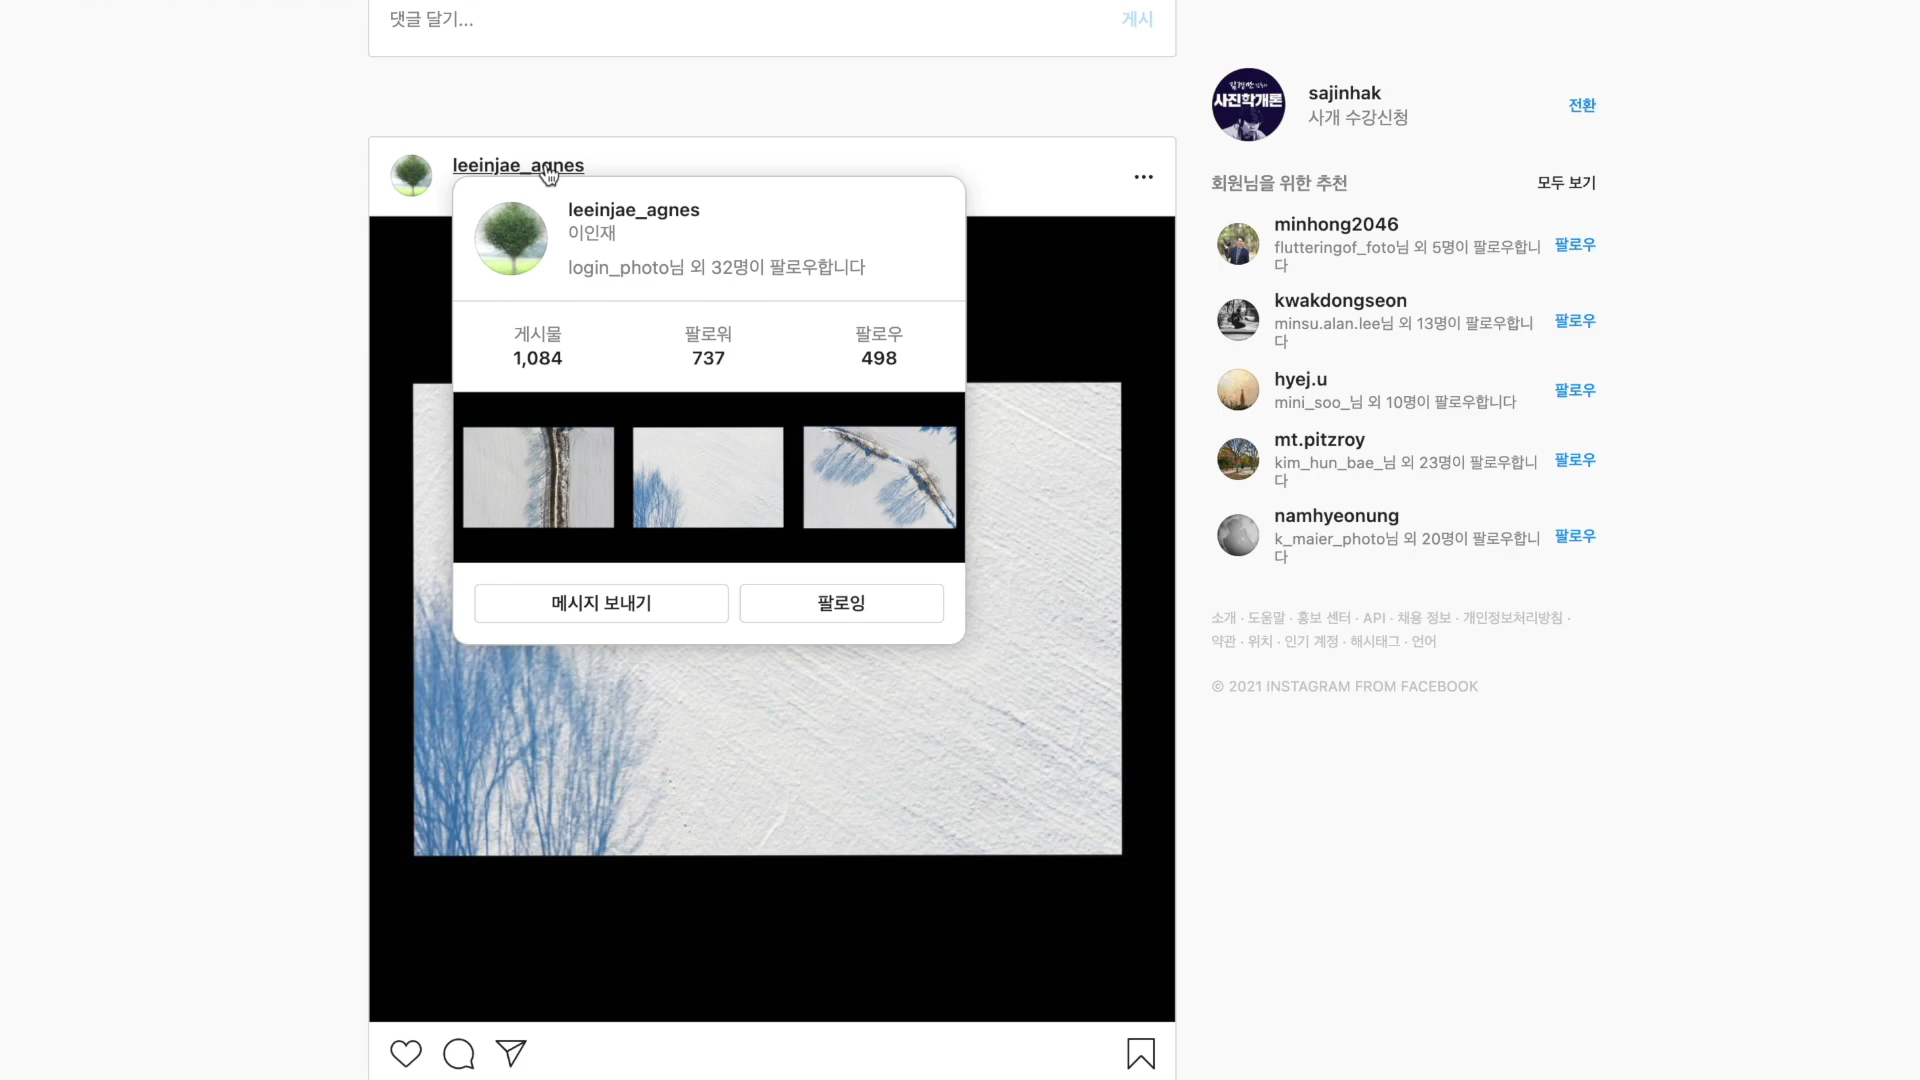 댓글 달기...
게시
leeinjae_agnes
leeinjae_agnes
이인재
login_photo님 외 32명이 팔로우합니다
게시물
1,084
팔로워
737
팔로우
498
메시지 보내기
팔로잉
사진학개론
sajinhak
사개 수강신청
전환
회원님을 위한 추천
모두 보기
minhong2046
flutteringof_foto님 외 5명이 팔로우합니
다
팔로우
kwakdongseon
minsu.alan.lee님 외 13명이 팔로우합니
다
팔로우
hyej.u
mini_soo_님 외 10명이 팔로우합니다
팔로우
mt.pitzroy
kim_hun_bae_님 외 23명이 팔로우합니
다
팔로우
namhyeonung
k_maier_photo님 외 20명이 팔로우합니
다
팔로우
소개 · 도움말 · 홍보 센터 · API · 채용 정보 · 개인정보처리방침 ·
약관 · 위치 · 인기 계정 · 해시태그 · 언어
© 2021 INSTAGRAM FROM FACEBOOK